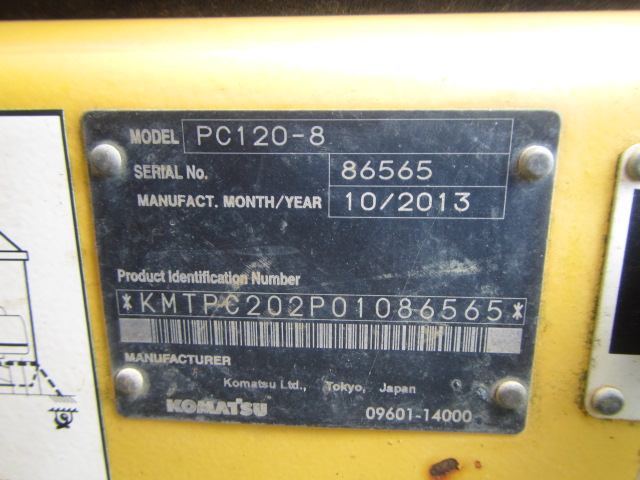 MODEL PC120-8
SERIAL No. 86565
MANUFACT. MONTH/YEAR 10/2013
Product Identification Number
*KMTPC202P01086565*
MANUFACTURER
Komatsu Ltd., Tokyo, Japan
KOMATSU 09601-14000